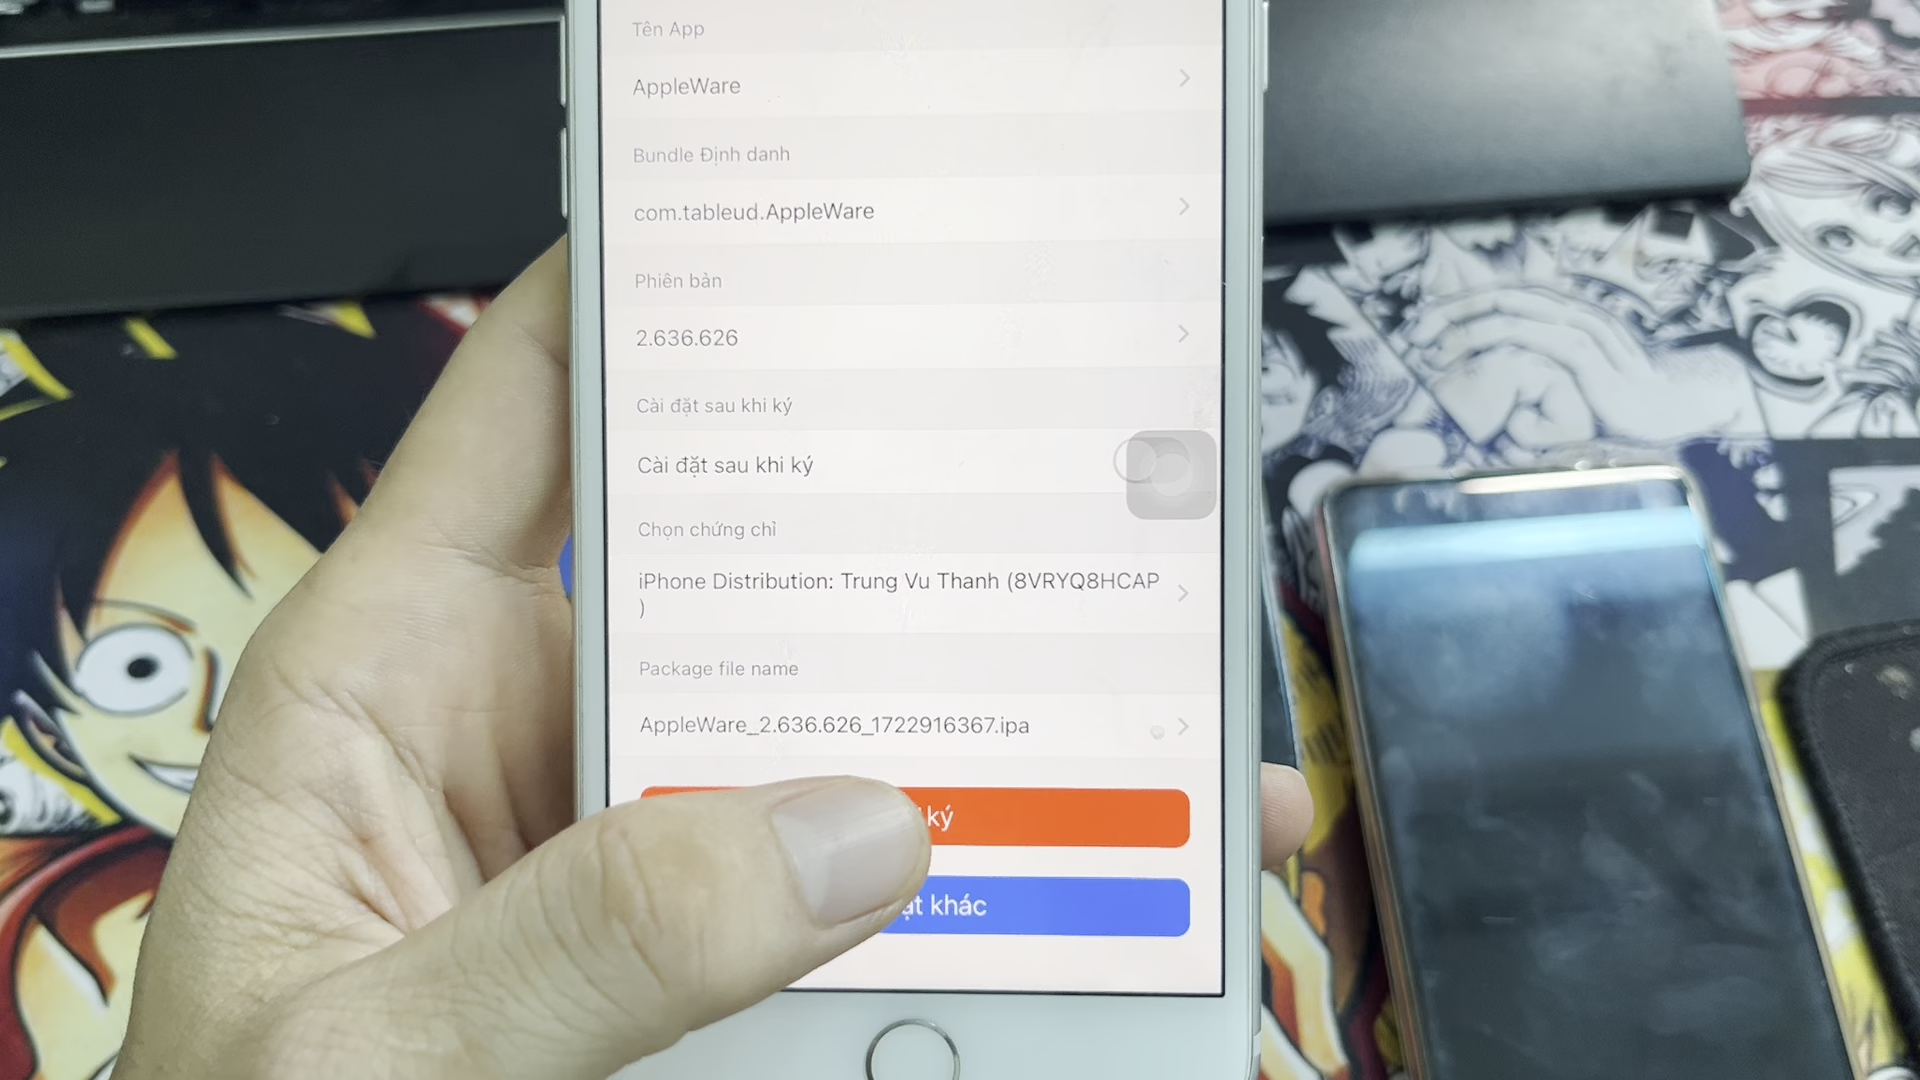 Tên App
AppleWare
Bundle Định danh
com.tableud.AppleWare
Phiên bản
2.636.626
Cài đặt sau khi ký
Cài đặt sau khi ký
Chọn chứng chỉ
iPhone Distribution: Trung Vu Thanh (8VRYQ8HCAP
)
Package file name
AppleWare_2.636.626_1722916367.ipa
ký
khác